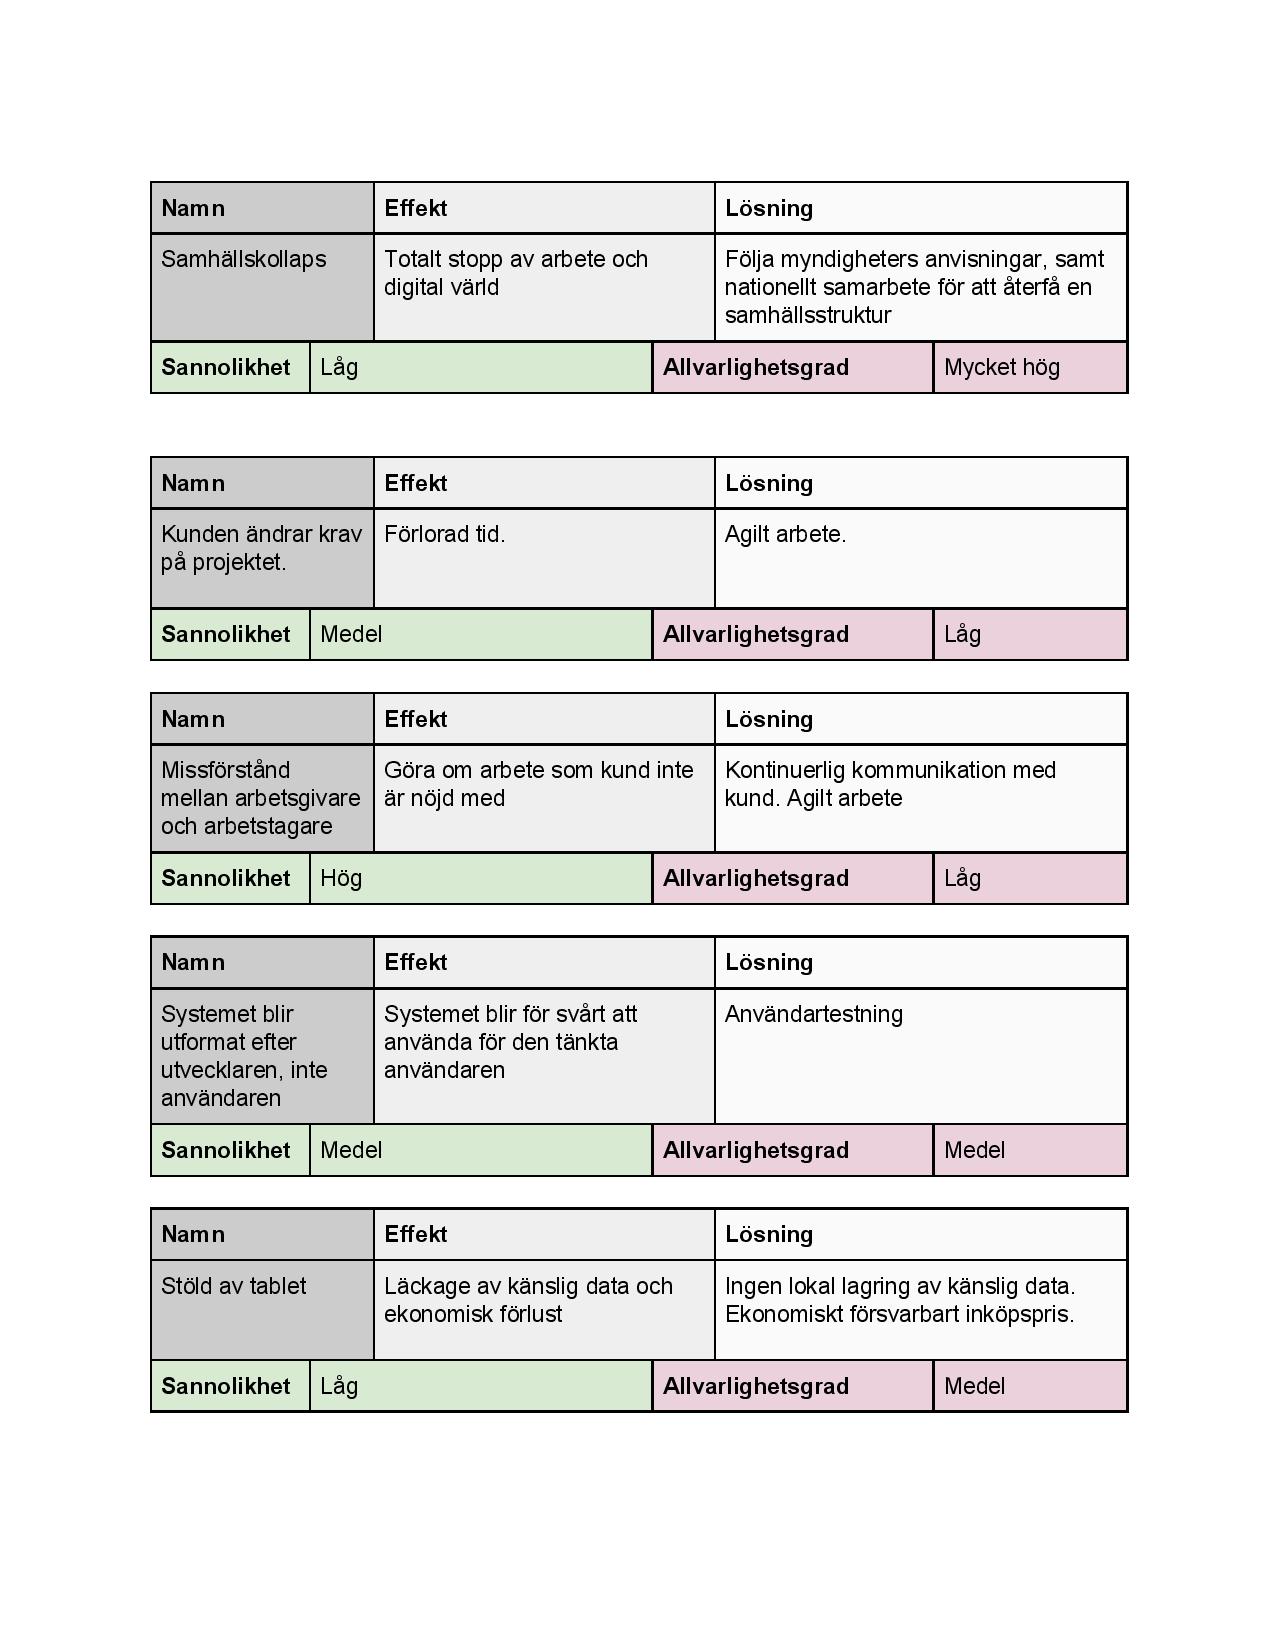 Namn Effekt Lösning
Samhällskollaps Totalt stopp av arbete och Följa myndigheters anvisningar, samt
digital värld nationellt samarbete för att återfå en
samhällsstruktur
Sannolikhet Låg Allvarlighetsgrad Mycket hög
Namn Effekt Lösning
Kunden ändrar krav Förlorad tid. Agilt arbete.
på projektet.
Sannolikhet Medel Allvarlighetsgrad Låg
Namn Effekt Lösning
Missförstånd Göra om arbete som kund inte Kontinuerlig kommunikation med
mellan arbetsgivare är nöjd med kund. Agilt arbete
och arbetstagare
Sannolikhet Hög Allvarlighetsgrad Låg
Namn Effekt Lösning
Systemet blir Systemet blir för svårt att Användartestning
utformat efter använda för den tänkta
utvecklaren, inte användaren
användaren
Sannolikhet Medel Allvarlighetsgrad Medel
Namn Effekt Lösning
Stöld av tablet Läckage av känslig data och Ingen lokal lagring av känslig data.
ekonomisk förlust Ekonomiskt försvarbart inköpspris.
Sannolikhet Låg Allvarlighetsgrad Medel